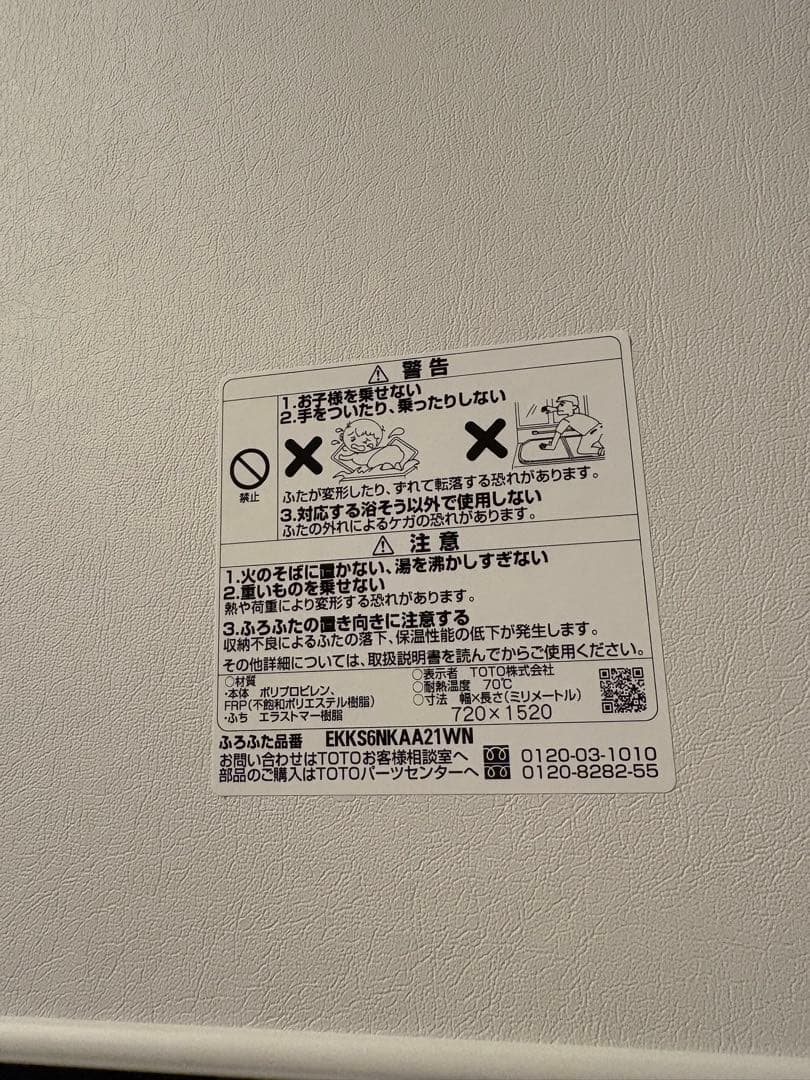 警告
1.お子様を乗せない
2.手をついたり、乗ったりしない
禁止
ふたが変形したり、ずれて転落する恐れがあります。
3.対応する浴そう以外で使用しない
ふたの外れによるケガの恐れがあります。
注意
1.火のそばに置かない、湯を沸かしすぎない
2.重いものを乗せない
熱や荷重により変形する恐れがあります。
3.ふろふたの置き向きに注意する
収納不良によるふたの落下、保温性能の低下が発生します。
その他詳細については、取扱説明書を読んでからご使用ください。
○材質
・本体 ポリプロピレン、
FRP(不飽和ポリエステル樹脂)
・ふち エラストマー樹脂
○表示者 TOTO株式会社
○耐熱温度 70℃
○寸法 幅×長さ(ミリメートル)
720×1520
ふろふた品番 EKKS6NKAA21WN
お問い合わせはTOTOお客様相談室へ 0120-03-1010
部品のご購入はTOTOパーツセンターへ 0120-8282-55